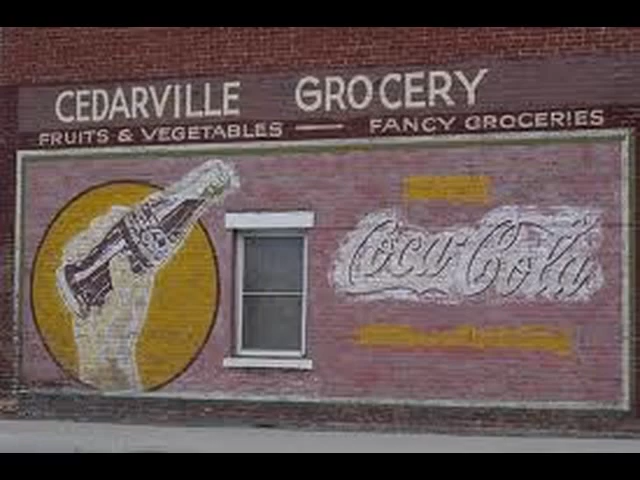 CEDARVILLE GROCERY
FRUITS & VEGETABLES — FANCY GROCERIES
Coca-Cola